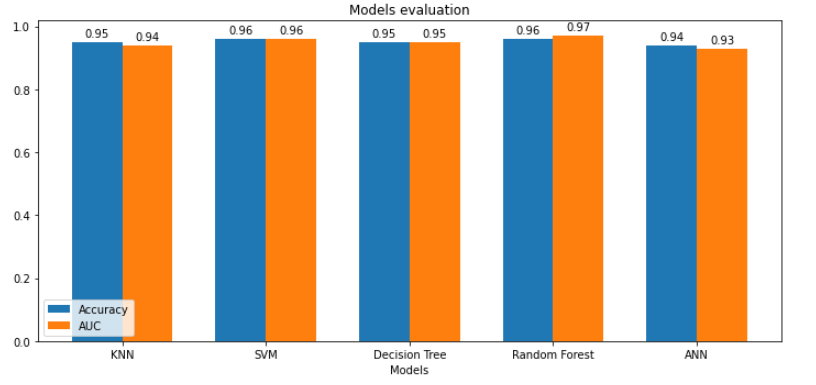 Models evaluation
1.0
0.8
0.6
0.4
0.2
0.0
0.95 0.94 0.96 0.96 0.95 0.95 0.96 0.97 0.94 0.93
Accuracy
AUC
KNN SVM Decision Tree Random Forest ANN
Models